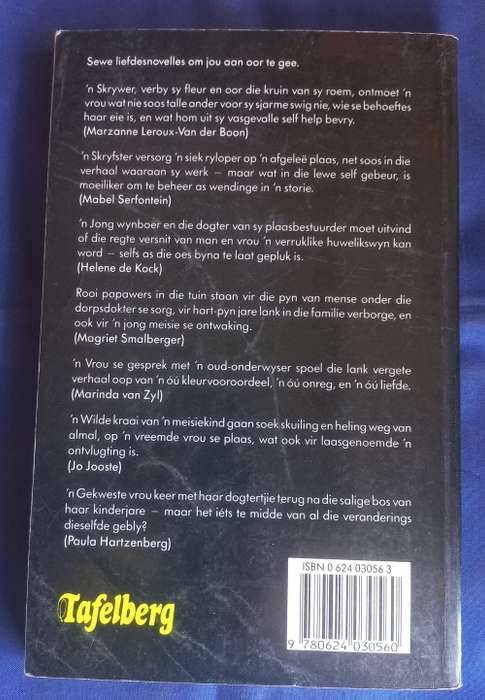 Sewe liefdesnovelles om jou aan oor te gee.
'n Skrywer, verby sy fleur en oor die kruin van sy roem, ontmoet 'n
vrou wat nie soos talle ander voor sy sjarme swig nie, wie se behoeftes
haar eie is, en wat hom uit sy vasgevalle self help bevry.
(Marzanne Leroux-Van der Boon)
'n Skryfster versorg 'n siek ryloper op 'n afgeleë plaas, net soos in die
verhaal waaraan sy werk – maar wat in die lewe self gebeur, is
moeiliker om te beheer as wendinge in 'n storie.
(Mabel Serfontein)
'n Jong wynboer en die dogter van sy plaasbestuurder moet uitvind
of die regte versnit van man en vrou 'n verruklike huwelikswyn kan
word – selfs as die oes byna te laat gepluk is.
(Helene de Kock)
Rooi papawers in die tuin staan vir die pyn van mense onder die
dorpsdokter se sorg, vir hart-pyn jare lank in die familie verborge, en
ook vir 'n jong meisie se ontwaking.
(Magriet Smalberger)
'n Vrou se gesprek met 'n oud-onderwyser spoel die lank vergete
verhaal oop van 'n óú kleurvooroordeel, 'n óú onreg, en 'n óú liefde.
(Marinda van Zyl)
'n Wilde kraai van 'n meisiekind gaan soek skuiling en heling weg van
almal, op 'n vreemde vrou se plaas, wat ook vir laasgenoemde 'n
ontvlugting is.
(Jo Jooste)
'n Gekweste vrou keer met haar dogtertjie terug na die salige bos van
haar kinderjare – maar het iéts te midde van al die veranderings
dieselfde gebly?
(Paula Hartzenberg)
ISBN 0 624 03056 3
Tafelberg
9 780624 030560